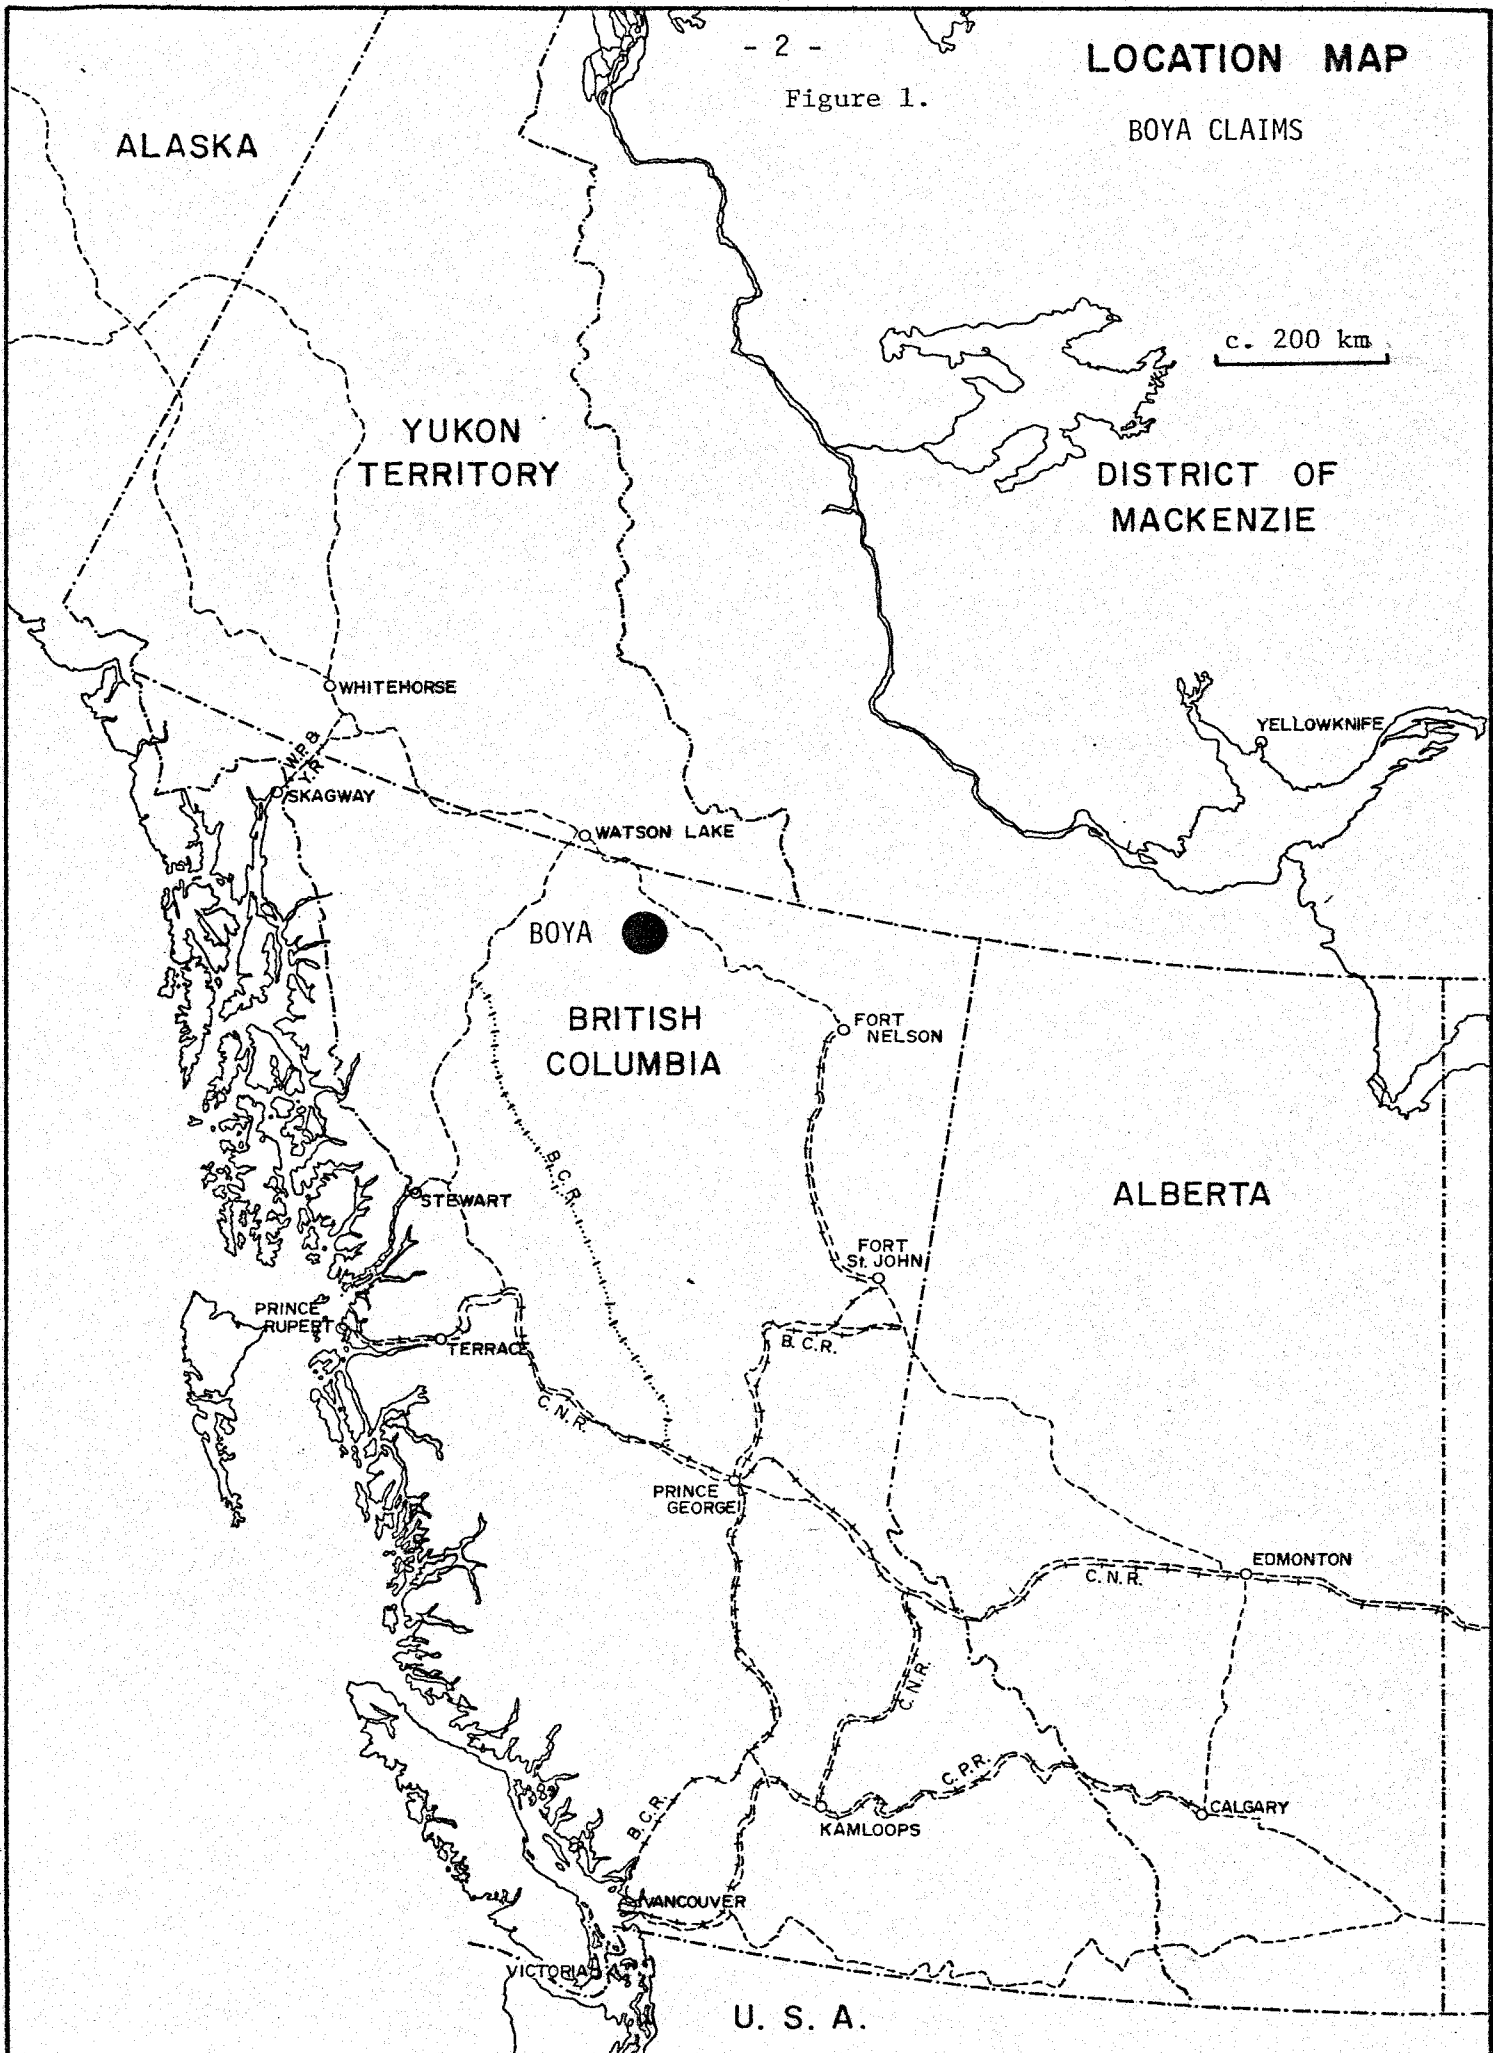 - 2 -
LOCATION MAP
Figure 1.
BOYA CLAIMS
ALASKA
c. 200 km
YUKON
TERRITORY
DISTRICT OF
MACKENZIE
WHITEHORSE
YELLOWKNIFE
W.P. &
Y.R.
SKAGWAY
WATSON LAKE
BOYA
BRITISH
COLUMBIA
FORT
NELSON
B.C.R.
STEWART
ALBERTA
FORT
St. JOHN
PRINCE
RUPERT
TERRACE
B.C.R.
C.N.R.
PRINCE
GEORGE
EDMONTON
C.N.R.
C.N.R.
C.P.R.
B.C.R.
KAMLOOPS
CALGARY
VANCOUVER
VICTORIA
U. S. A.